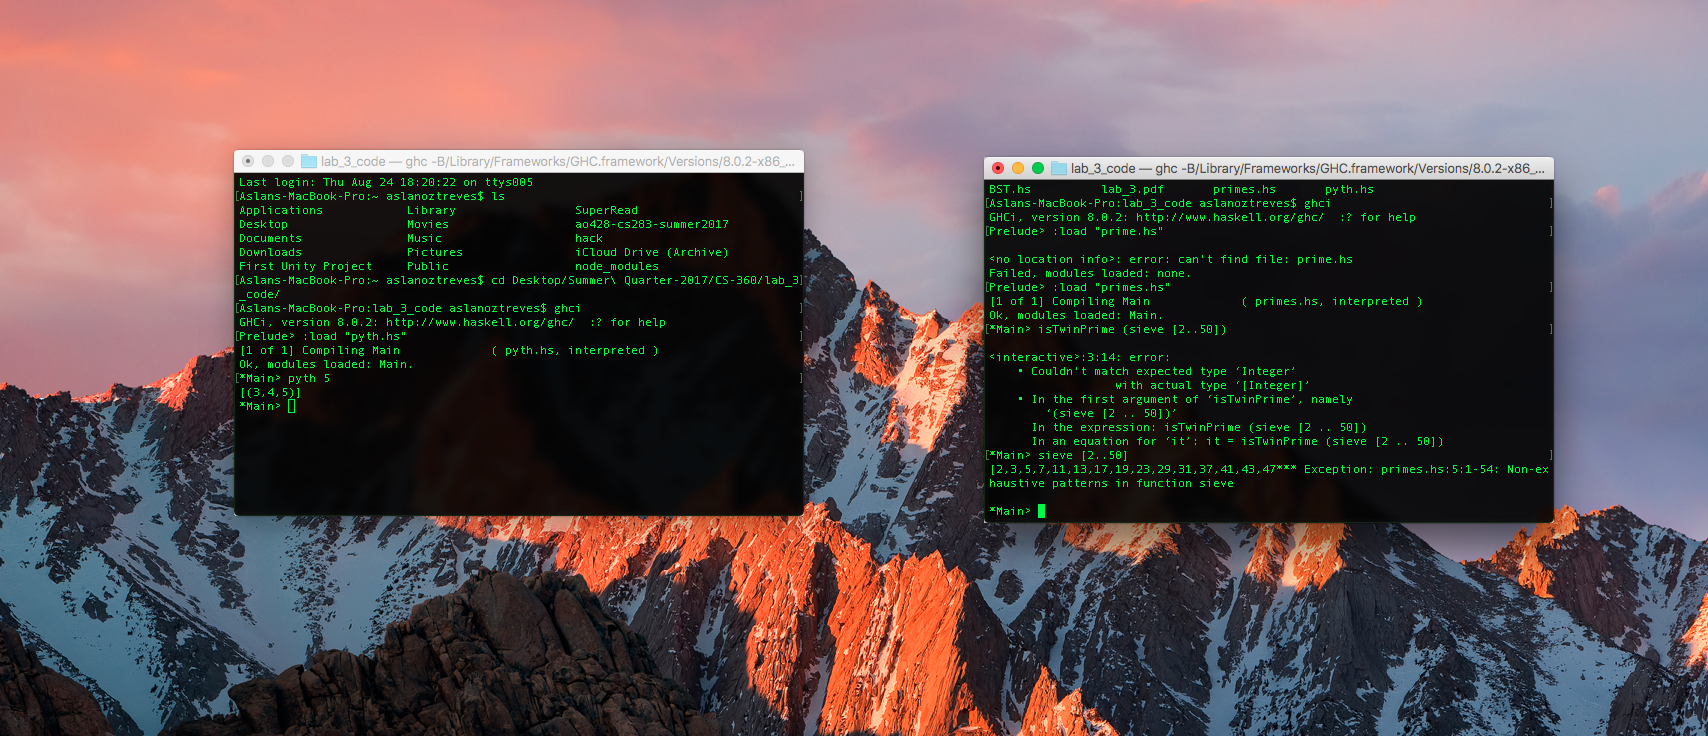 lab_3_code — ghc -B/Library/Frameworks/GHC.framework/Versions/8.0.2-x86_...
Last login: Thu Aug 24 18:20:22 on ttys005
[Aslans-MacBook-Pro:~ aslanoztreves$ ls ]
Applications Library SuperRead
Desktop Movies ao428-cs283-summer2017
Documents Music hack
Downloads Pictures iCloud Drive (Archive)
First Unity Project Public node_modules
[Aslans-MacBook-Pro:~ aslanoztreves$ cd Desktop/Summer\ Quarter-2017/CS-360/lab_3]
_code/
[Aslans-MacBook-Pro:lab_3_code aslanoztreves$ ghci ]
GHCi, version 8.0.2: http://www.haskell.org/ghc/ :? for help
[Prelude> :load "pyth.hs" ]
[1 of 1] Compiling Main ( pyth.hs, interpreted )
Ok, modules loaded: Main.
[*Main> pyth 5 ]
[(3,4,5)]
*Main>
lab_3_code — ghc -B/Library/Frameworks/GHC.framework/Versions/8.0.2-x86_...
BST.hs lab_3.pdf primes.hs pyth.hs
[Aslans-MacBook-Pro:lab_3_code aslanoztreves$ ghci ]
GHCi, version 8.0.2: http://www.haskell.org/ghc/ :? for help
[Prelude> :load "prime.hs" ]
<no location info>: error: can't find file: prime.hs
Failed, modules loaded: none.
[Prelude> :load "primes.hs" ]
[1 of 1] Compiling Main ( primes.hs, interpreted )
Ok, modules loaded: Main.
[*Main> isTwinPrime (sieve [2..50]) ]
<interactive>:3:14: error:
• Couldn't match expected type ‘Integer’
with actual type ‘[Integer]’
• In the first argument of ‘isTwinPrime’, namely
‘(sieve [2 .. 50])’
In the expression: isTwinPrime (sieve [2 .. 50])
In an equation for ‘it’: it = isTwinPrime (sieve [2 .. 50])
[*Main> sieve [2..50] ]
[2,3,5,7,11,13,17,19,23,29,31,37,41,43,47*** Exception: primes.hs:5:1-54: Non-ex
haustive patterns in function sieve
*Main>